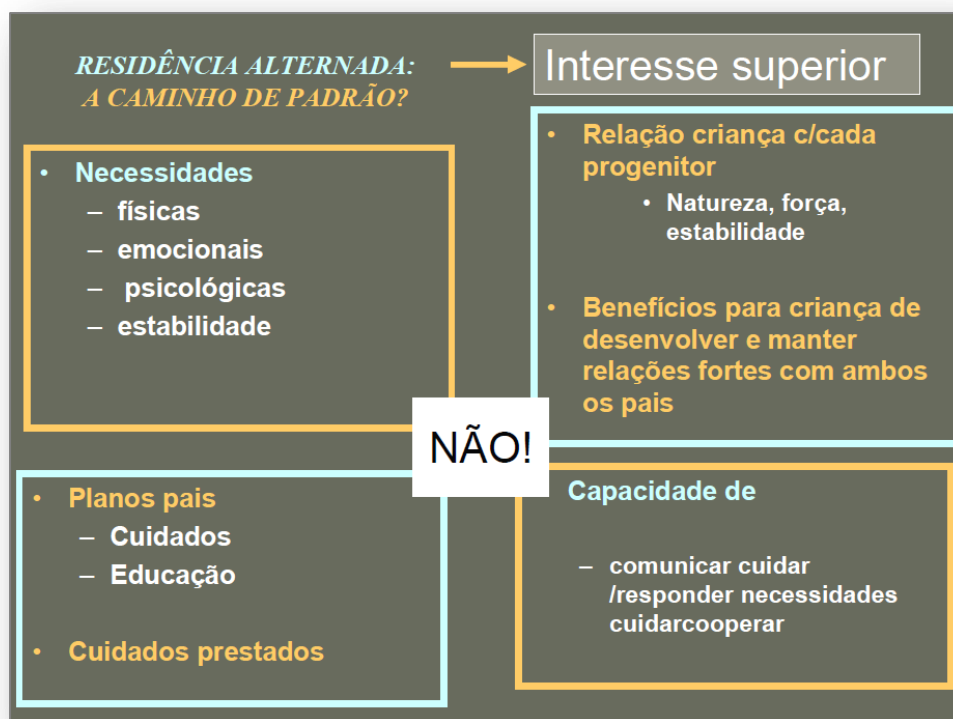 RESIDÊNCIA ALTERNADA:
A CAMINHO DE PADRÃO?
Interesse superior
• Necessidades
– físicas
– emocionais
– psicológicas
– estabilidade
• Relação criança c/cada
progenitor
• Natureza, força,
estabilidade
• Benefícios para criança de
desenvolver e manter
relações fortes com ambos
os pais
NÃO!
• Planos pais
– Cuidados
– Educação
• Cuidados prestados
Capacidade de
– comunicar cuidar
/responder necessidades
cuidarcooperar